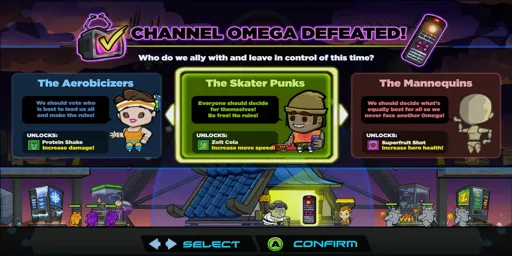 CHANNEL OMEGA DEFEATED!
Who do we ally with and leave in control of this time?
The Aerobicizers
We should vote who
is best to lead us all
and make the rules!
UNLOCKS:
Protein Shake
Increase damage!
The Skater Punks
Everyone should decide
for themselves!
Be free! No rules!
UNLOCKS:
Zolt Cola
Increase move speed!
The Mannequins
We should decide what's
equally best for all so we
never face another Omega!
UNLOCKS:
Superfruit Shot
Increase hero health!
SELECT
A CONFIRM